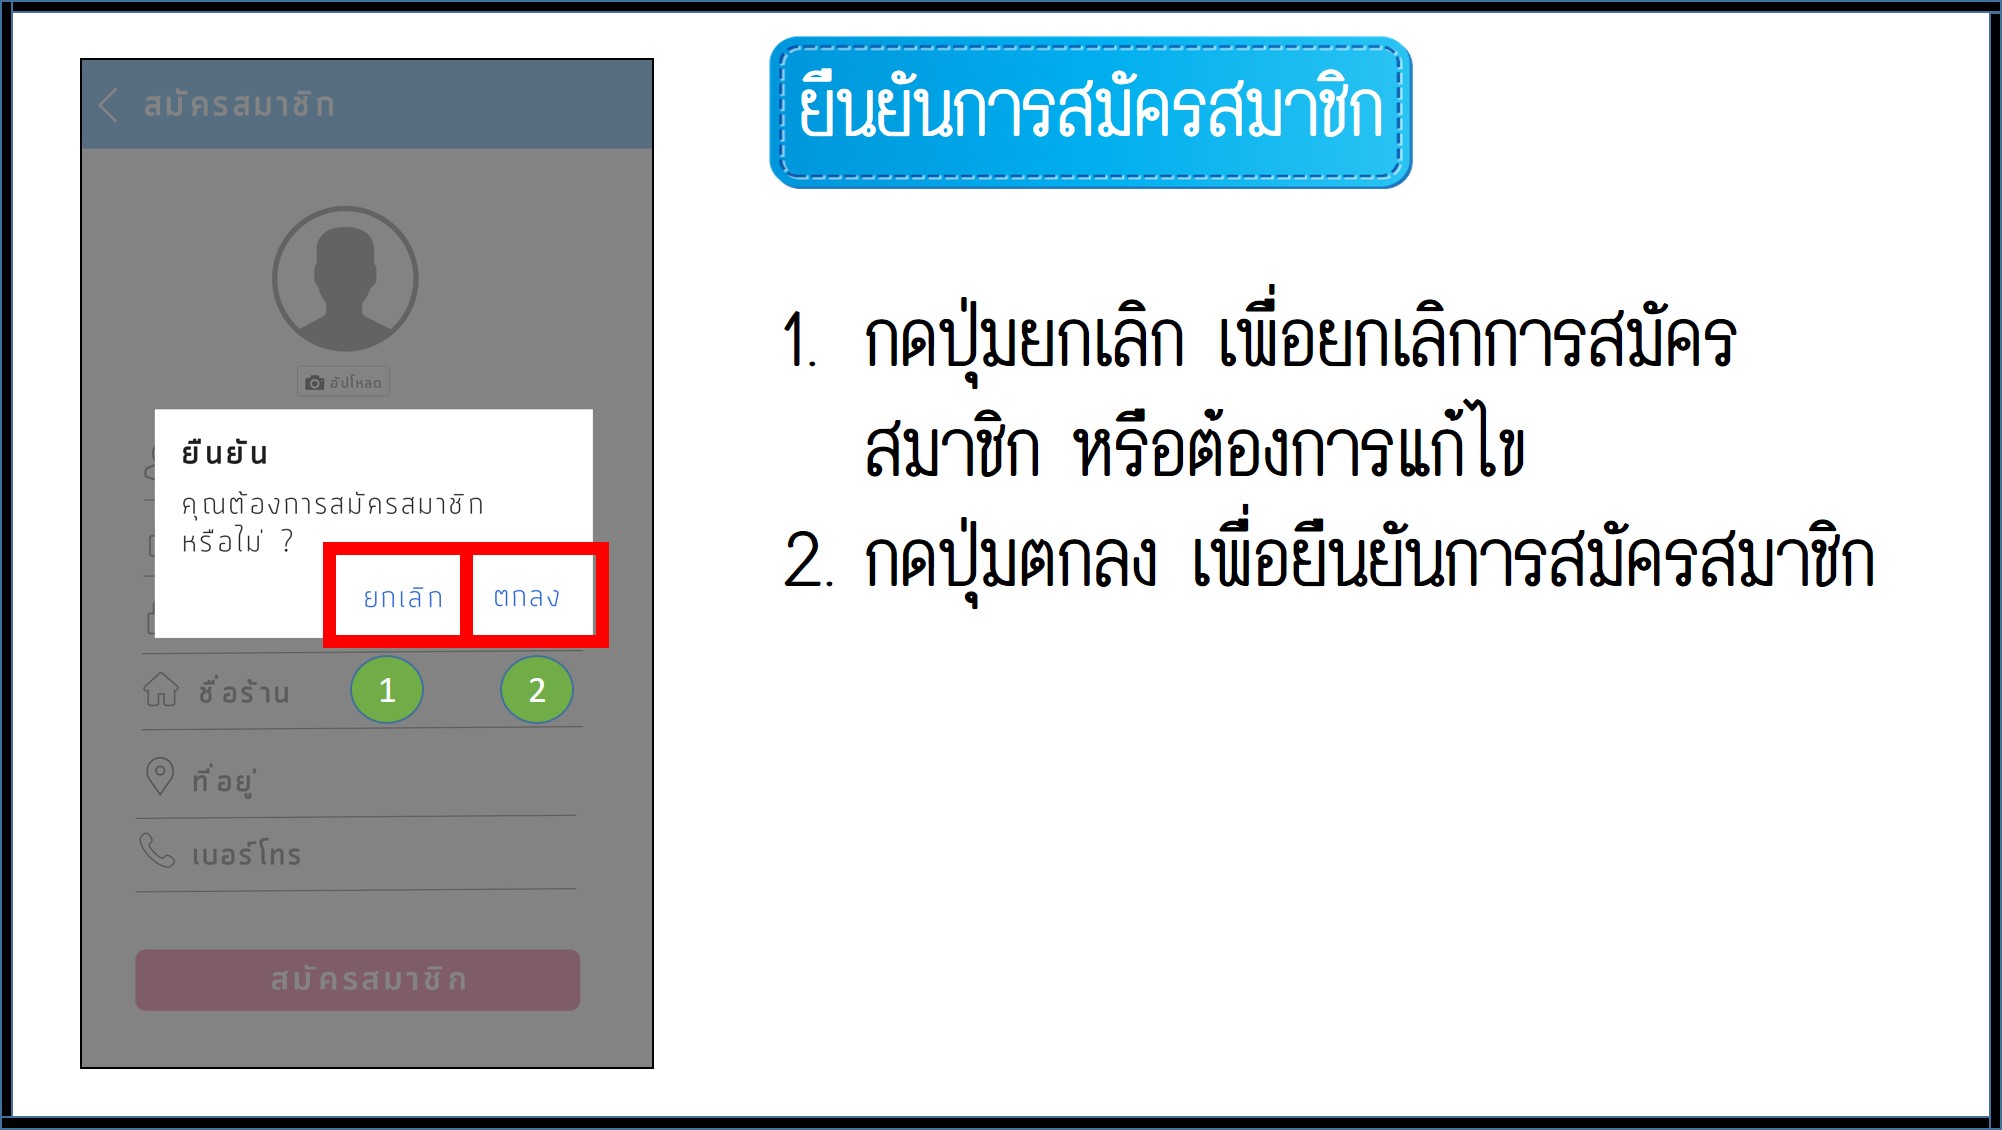 สมัครสมาชิก
อัปโหลด
ยืนยัน
คุณต้องการสมัครสมาชิก
หรือไม่ ?
ยกเลิก ตกลง
1 2
ชื่อร้าน
ที่อยู่
เบอร์โทร
สมัครสมาชิก
ยืนยันการสมัครสมาชิก
1. กดปุ่มยกเลิก เพื่อยกเลิกการสมัคร
สมาชิก หรือต้องการแก้ไข
2. กดปุ่มตกลง เพื่อยืนยันการสมัครสมาชิก